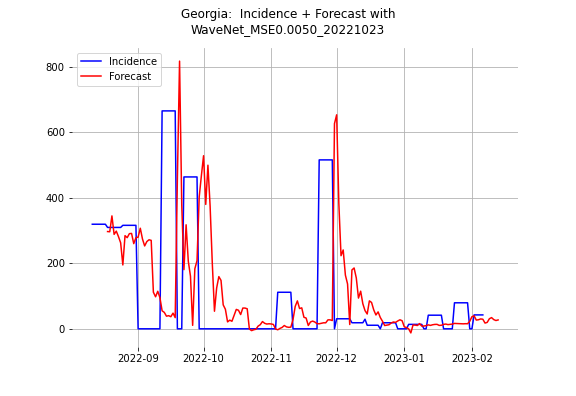 Georgia:  Incidence + Forecast with
WaveNet_MSE0.0050_20221023
Incidence
Forecast
800
600
400
200
0
2022-09
2022-10
2022-11
2022-12
2023-01
2023-02